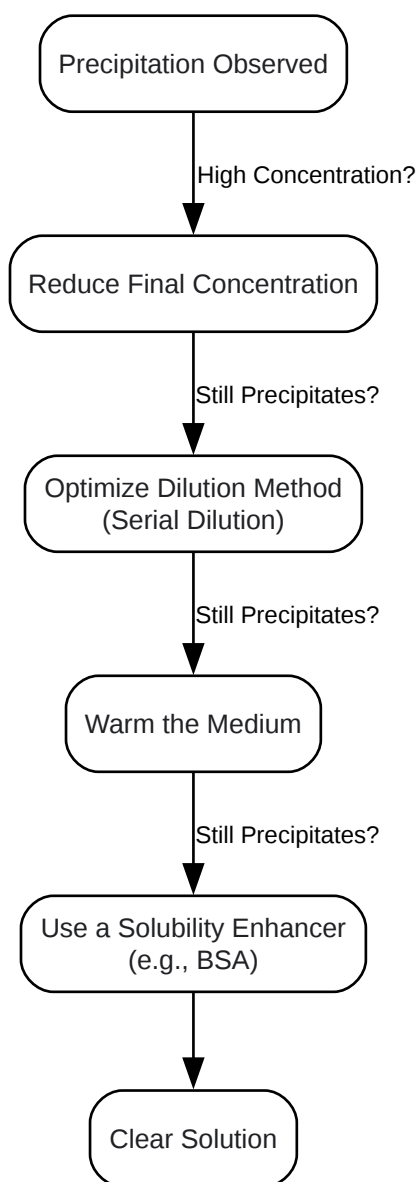 Precipitation Observed
High Concentration?
Reduce Final Concentration
Still Precipitates?
Optimize Dilution Method
(Serial Dilution)
Still Precipitates?
Warm the Medium
Still Precipitates?
Use a Solubility Enhancer
(e.g., BSA)
Clear Solution